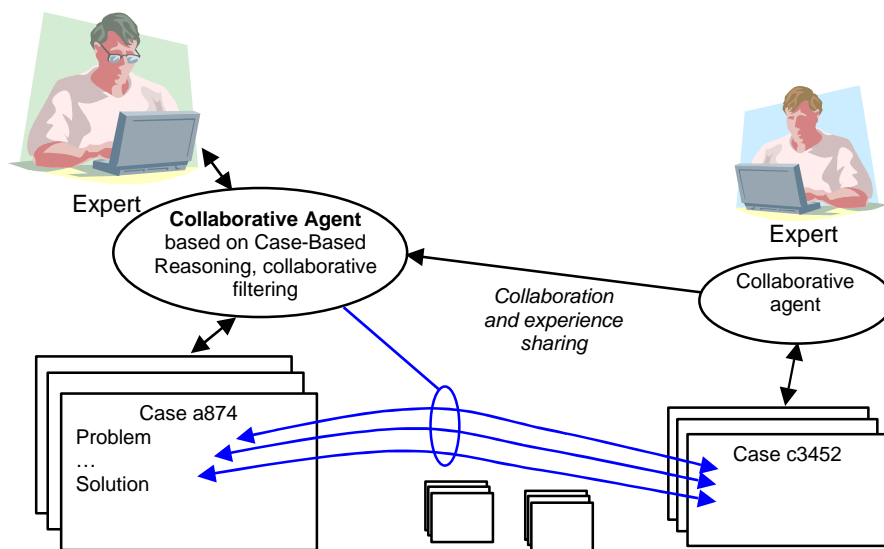 Expert
Collaborative Agent
based on Case-Based
Reasoning, collaborative
filtering
Expert
Collaborative
agent
Collaboration
and experience
sharing
Case a874
Problem
…
Solution
Case c3452